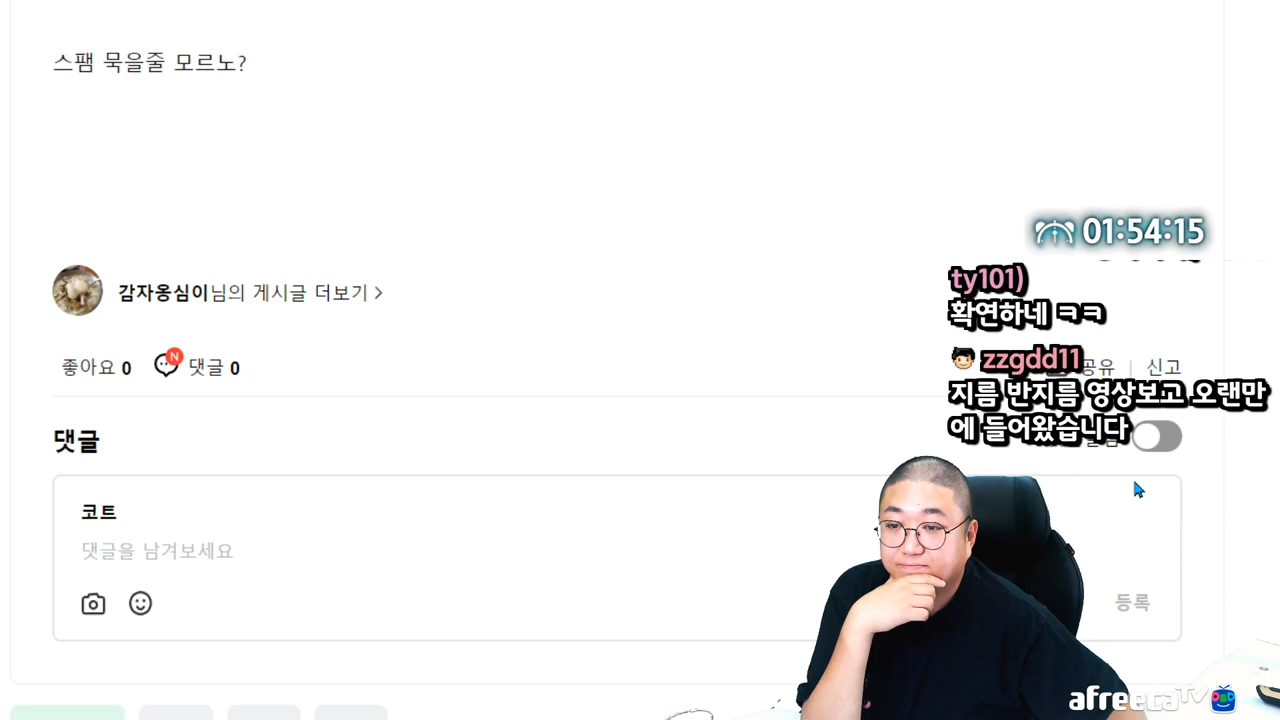 스팸 묵을줄 모르노?
01:54:15
ty101)
확연하네 ㅋㅋ
감자옹심이님의 게시글 더보기 >
zzgdd11
좋아요 0 N 댓글 0
공유 | 신고
지름 반지름 영상보고 오랜만
에 들어왔습니다
댓글
코트
댓글을 남겨보세요
등록
afreecaTV